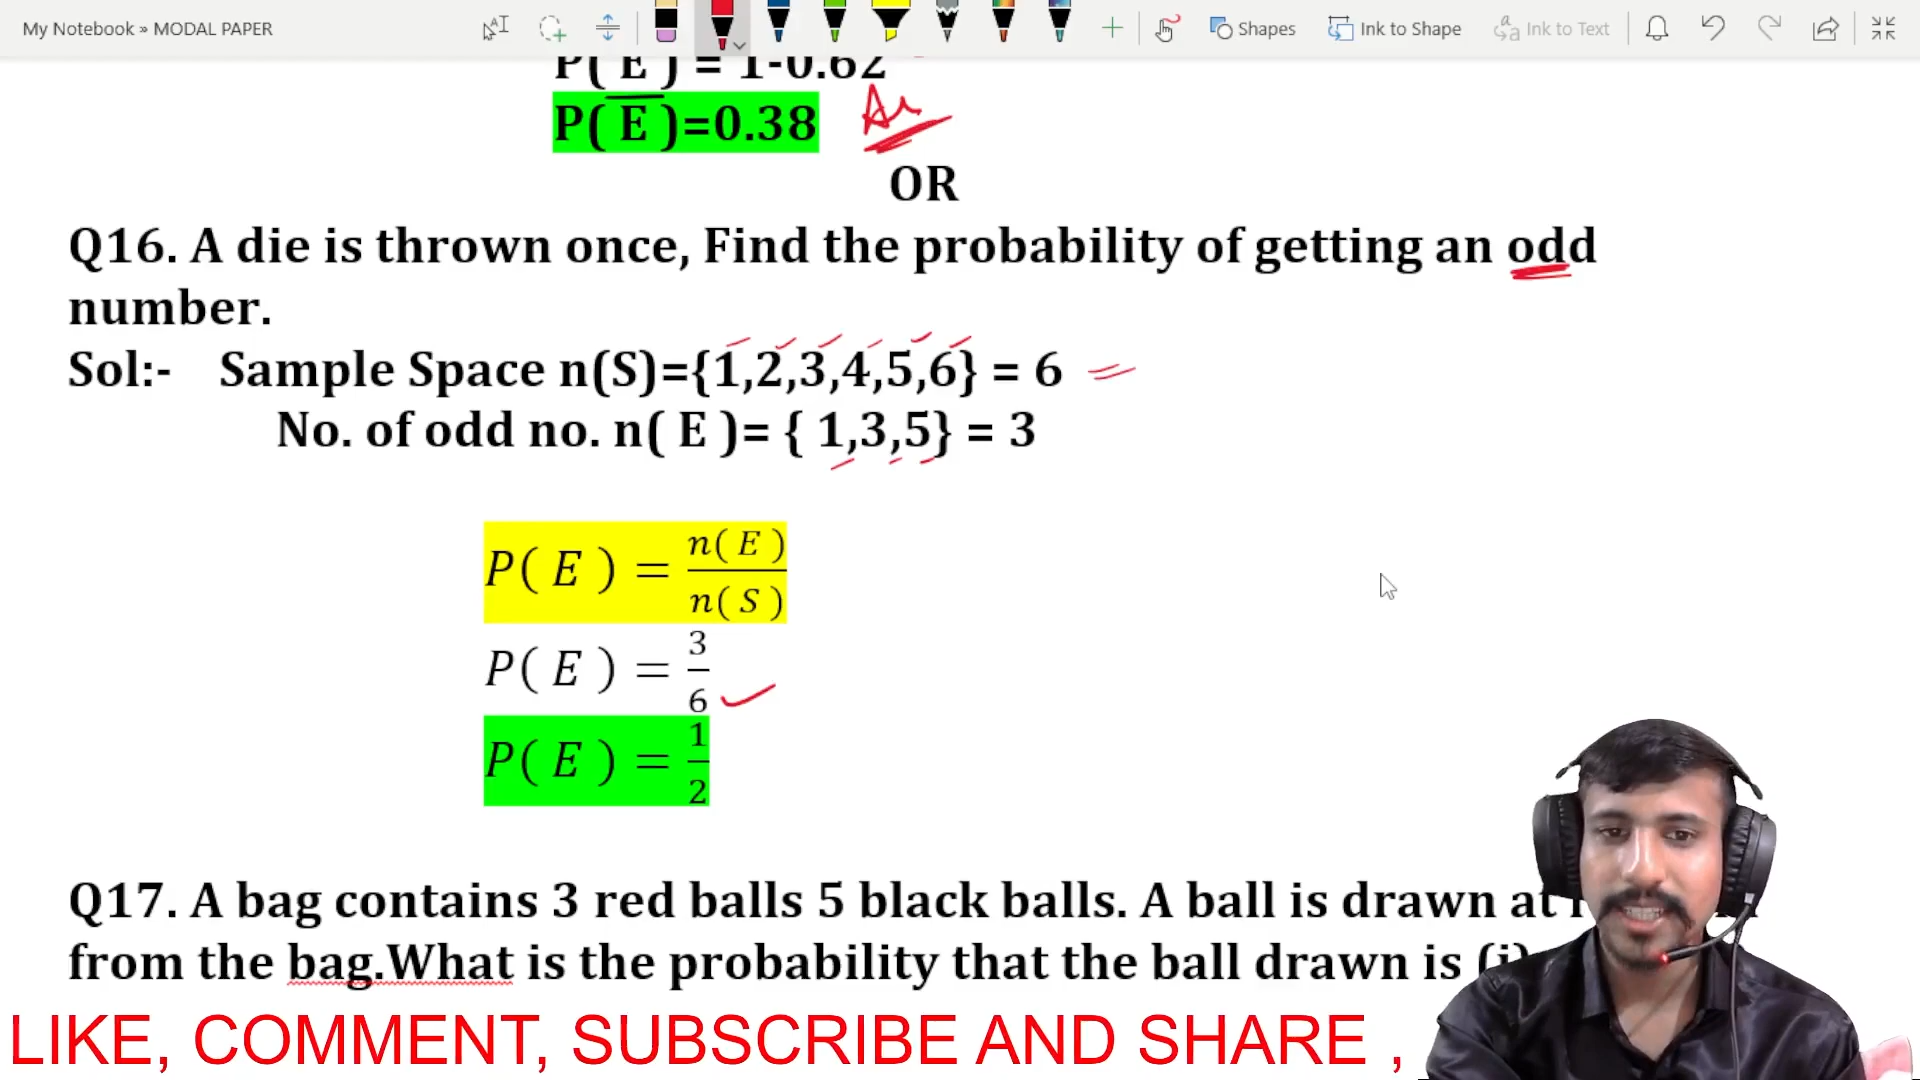 My Notebook » MODAL PAPER
Shapes
Ink to Shape
Ink to Text
P( E ) = 1-0.62
P( E̅ )=0.38
OR
Q16. A die is thrown once, Find the probability of getting an odd
number.
Sol:- Sample Space n(S)={1,2,3,4,5,6} = 6
No. of odd no. n( E )= { 1,3,5} = 3
P( E ) = n( E ) / n( S )
P( E ) = 3/6
P( E ) = 1/2
Q17. A bag contains 3 red balls 5 black balls. A ball is drawn at
from the bag.What is the probability that the ball drawn is (i)
LIKE, COMMENT, SUBSCRIBE AND SHARE ,